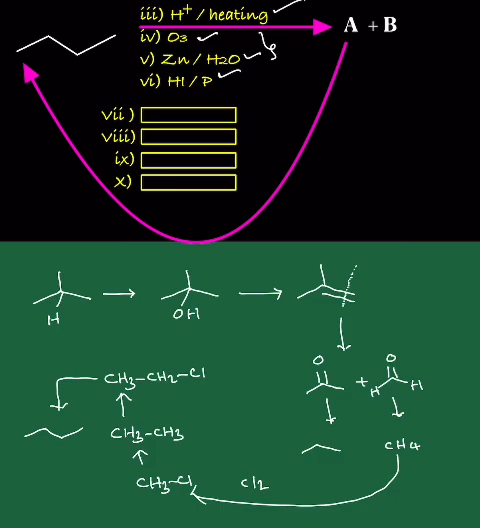 iii) H⁺ / heating
iv) O₃
v) Zn / H₂O
vi) HI / P
A + B
vii)
viii)
ix)
x)
H
OH
O
O
+
H
H
CH₃-CH₂-Cl
CH₃-CH₃
CH₄
CH₃-Cl
Cl₂